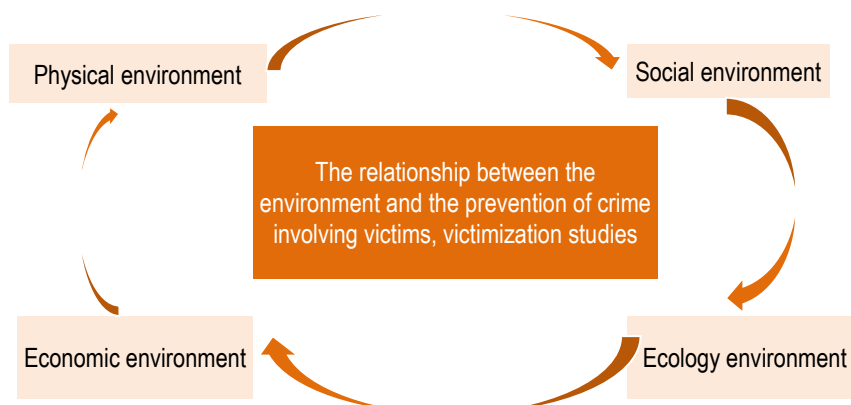 Physical environment
Social environment
The relationship between the
environment and the prevention of crime
involving victims, victimization studies
Economic environment
Ecology environment